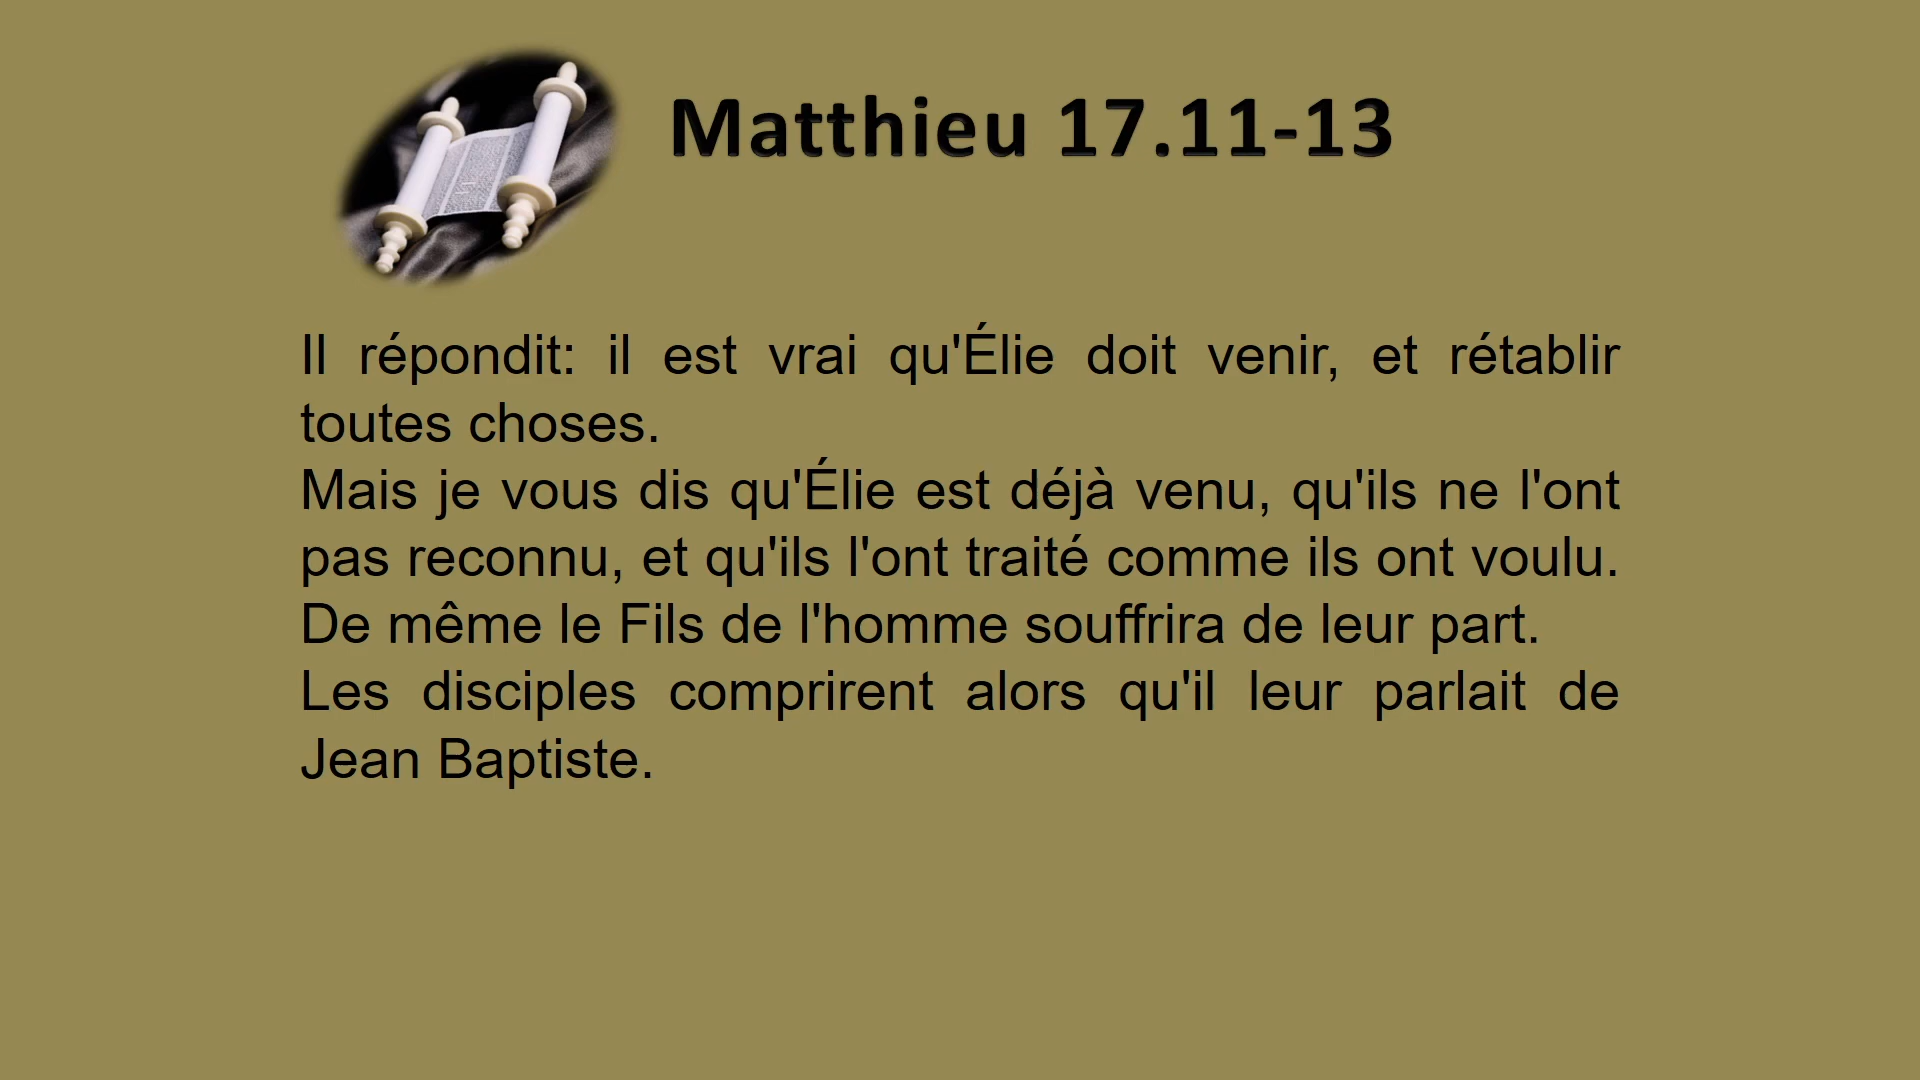 Matthieu 17.11-13
Il répondit: il est vrai qu'Élie doit venir, et rétablir
toutes choses.
Mais je vous dis qu'Élie est déjà venu, qu'ils ne l'ont
pas reconnu, et qu'ils l'ont traité comme ils ont voulu.
De même le Fils de l'homme souffrira de leur part.
Les disciples comprirent alors qu'il leur parlait de
Jean Baptiste.